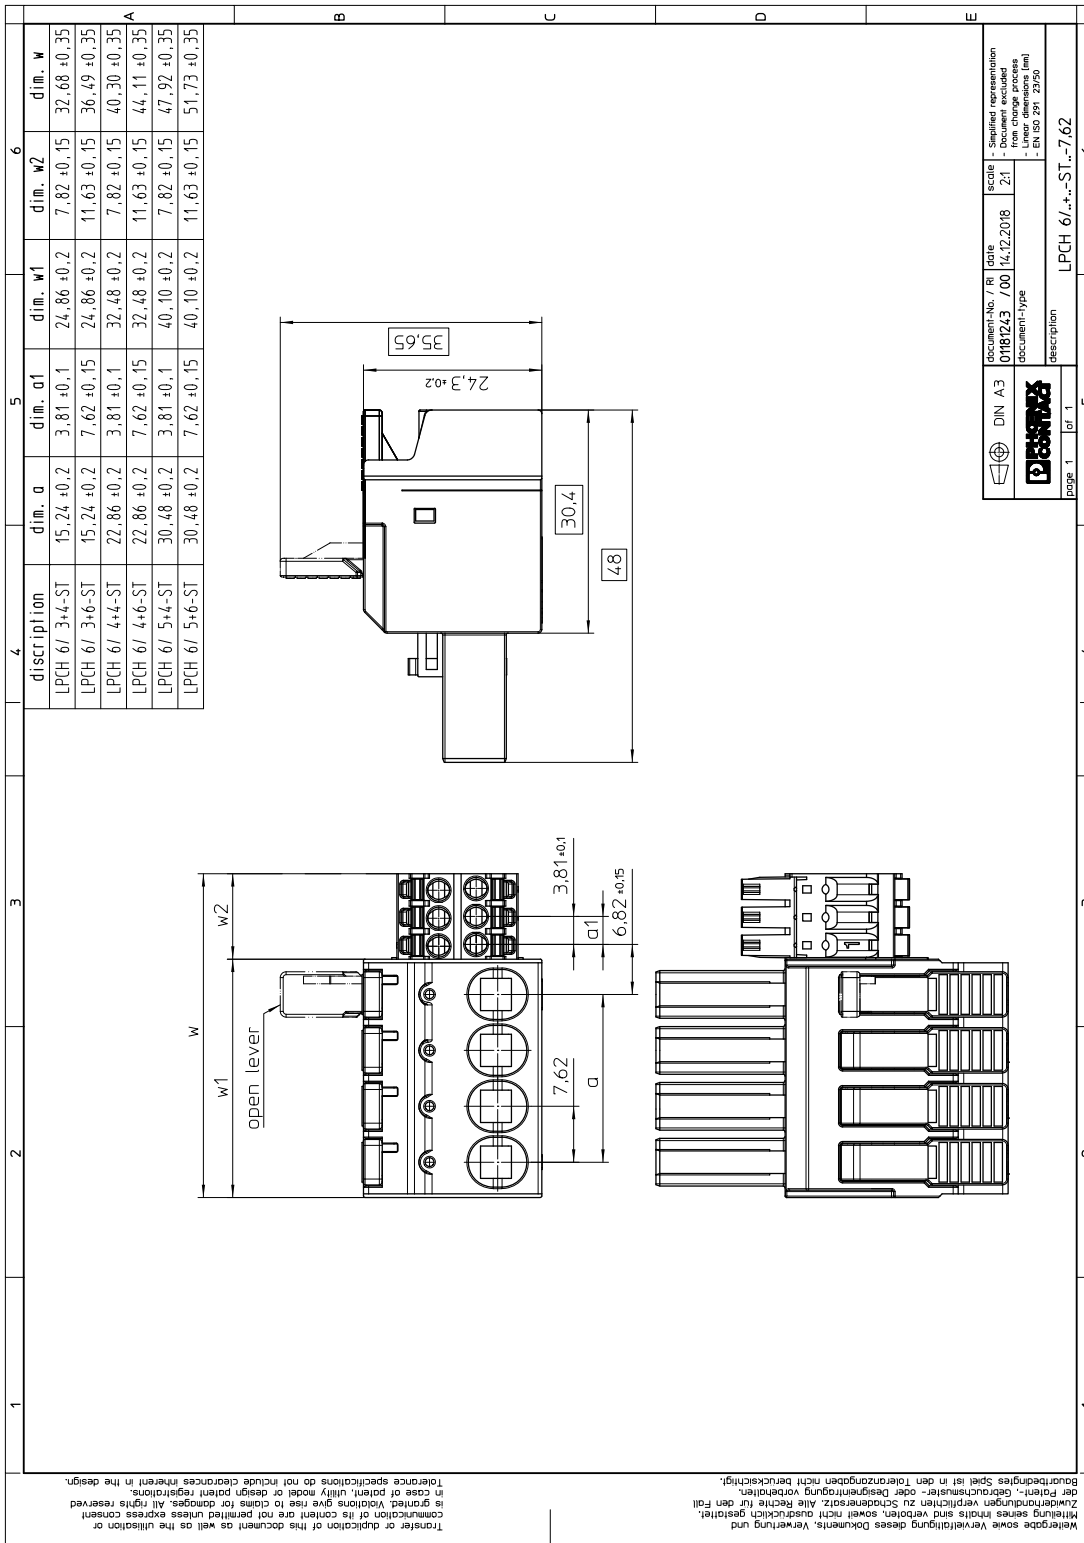 1 2 3 4 5 6
A
B
C
D
E
discription dim. a dim. a1 dim. w1 dim. w2 dim. w
LPCH 6/ 3+4-ST 15,24 ±0,2 3,81 ±0,1 24,86 ±0,2 7,82 ±0,15 32,68 ±0,35
LPCH 6/ 3+6-ST 15,24 ±0,2 7,62 ±0,15 24,86 ±0,2 11,63 ±0,15 36,49 ±0,35
LPCH 6/ 4+4-ST 22,86 ±0,2 3,81 ±0,1 32,48 ±0,2 7,82 ±0,15 40,30 ±0,35
LPCH 6/ 4+6-ST 22,86 ±0,2 7,62 ±0,15 32,48 ±0,2 11,63 ±0,15 44,11 ±0,35
LPCH 6/ 5+4-ST 30,48 ±0,2 3,81 ±0,1 40,10 ±0,2 7,82 ±0,15 47,92 ±0,35
LPCH 6/ 5+6-ST 30,48 ±0,2 7,62 ±0,15 40,10 ±0,2 11,63 ±0,15 51,73 ±0,35
w
w1 w2
open lever
7,62 3,81 ±0,1
a a1
6,82 ±0,15
35,65
24,3 ±0,2
30,4
48
1
DIN A3
PHOENIX
CONTACT
page 1 of 1
document-No. / RI date scale
01181243 / 00 14.12.2018 2:1
document-type
- Simplified representation
- Document excluded
from change process
- Linear dimensions [mm]
- EN ISO 291 23/50
description
LPCH 6/..+..-ST..-7,62
Transfer or duplication of this document as well as the utilisation or
communication of its content are not permitted unless express consent
is granted. Violations give rise to claims for damages. All rights reserved
in case of patent, utility model or design patent registrations.
Tolerance specifications do not include clearances inherent in the design.
Weitergabe sowie Vervielfältigung dieses Dokuments, Verwertung und
Mitteilung seines Inhalts sind verboten, soweit nicht ausdrücklich gestattet.
Zuwiderhandlungen verpflichten zu Schadenersatz. Alle Rechte für den Fall
der Patent-, Gebrauchsmuster- oder Designeintragung vorbehalten.
Bauartbedingtes Spiel ist in den Toleranzangaben nicht berücksichtigt.